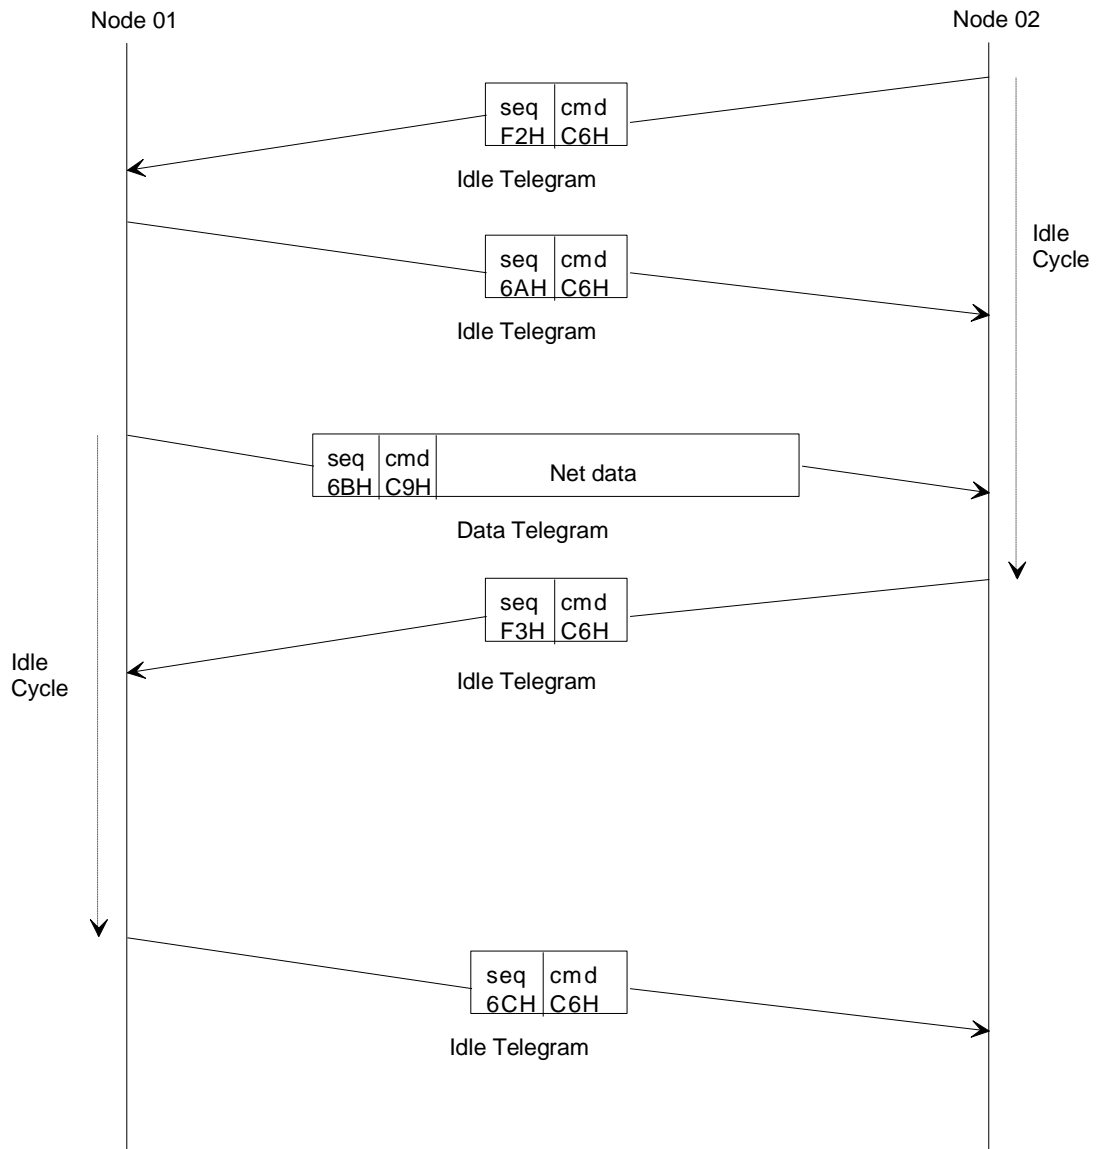 Node 01
Node 02
seq cmd
F2H C6H
Idle Telegram
seq cmd
6AH C6H
Idle Telegram
Idle
Cycle
seq cmd
6BH C9H
Net data
Data Telegram
seq cmd
F3H C6H
Idle Telegram
Idle
Cycle
seq cmd
6CH C6H
Idle Telegram